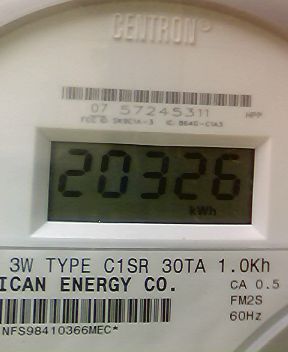 CENTRON®
07 57245311
20326
kWh
3W TYPE C1SR 30TA 1.0Kh
ICAN ENERGY CO.
CA 0.5
FM2S
60Hz
NFS98410366MEC*